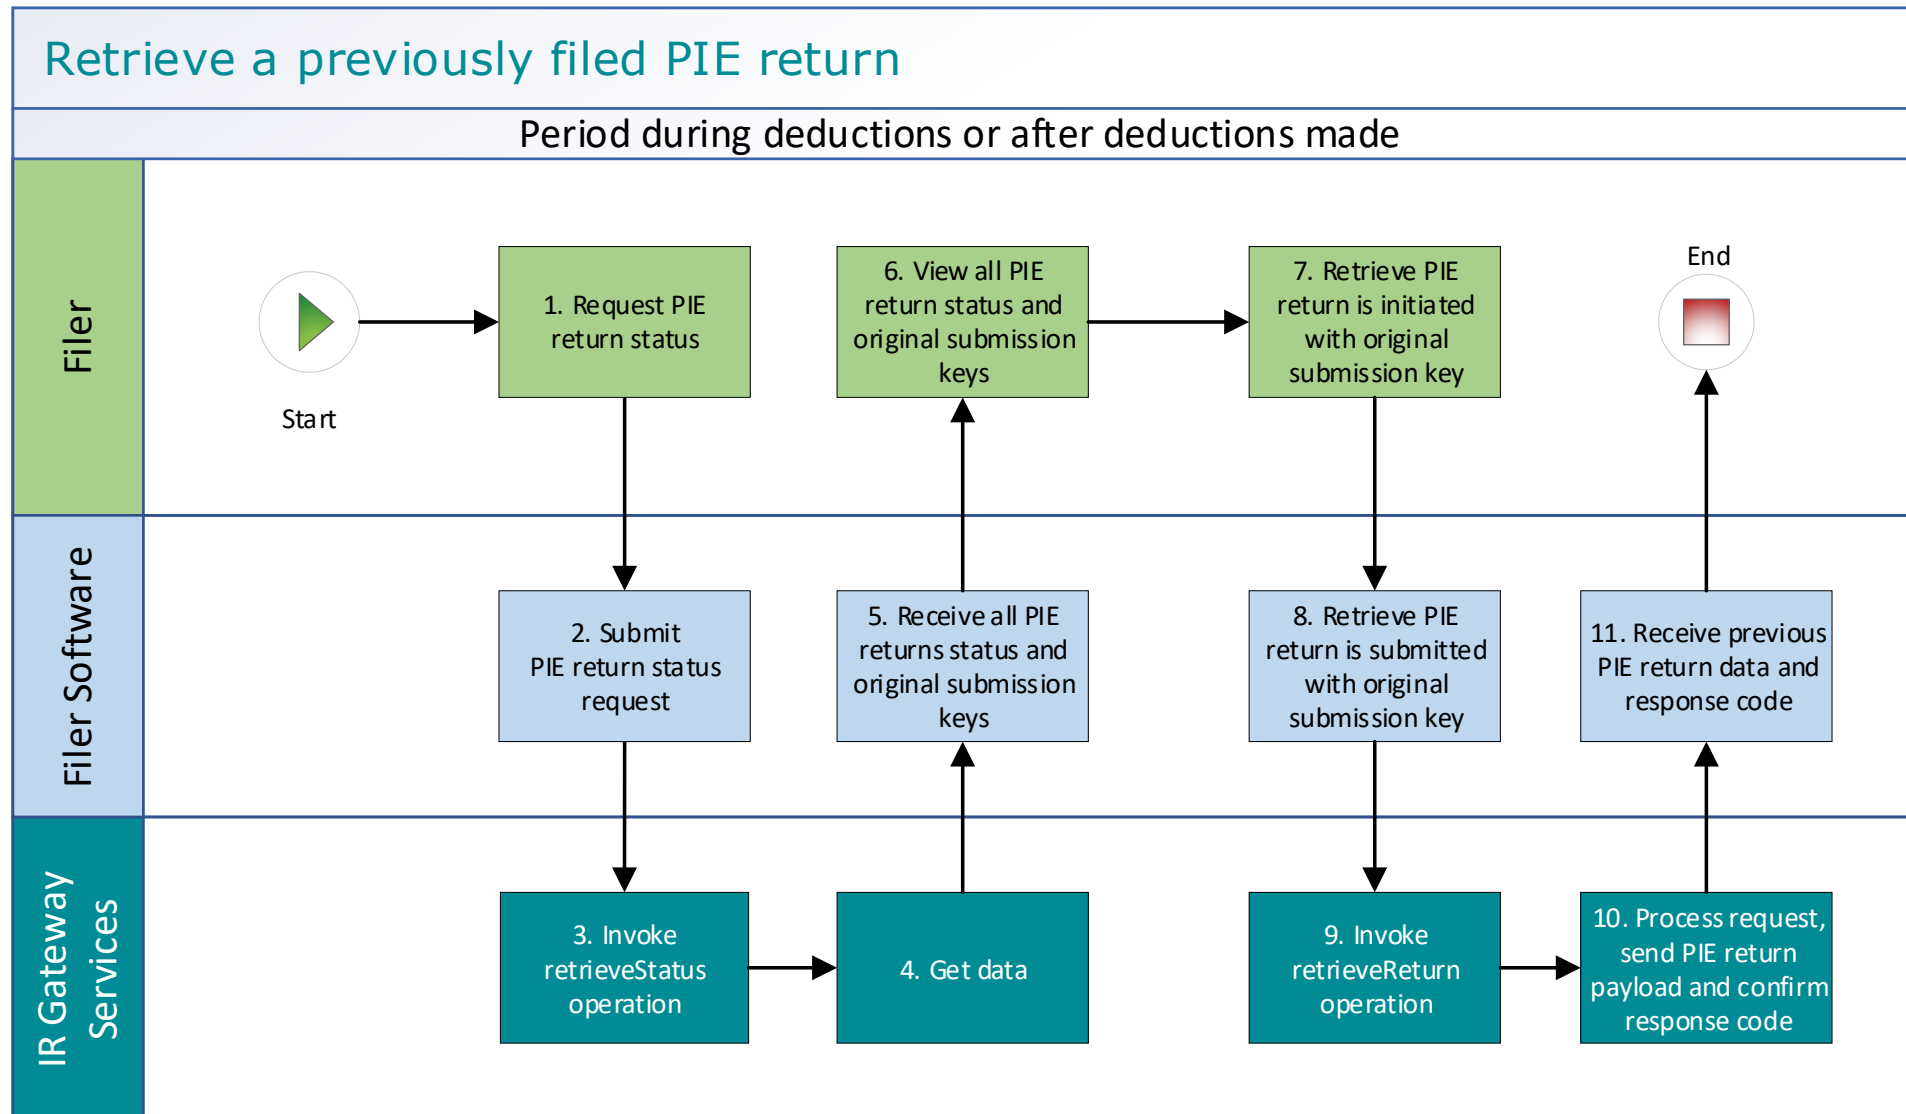 Retrieve a previously filed PIE return
Period during deductions or after deductions made
Filer
Start
1. Request PIE
return status
6. View all PIE
return status and
original submission
keys
7. Retrieve PIE
return is initiated
with original
submission key
End
Filer Software
2. Submit
PIE return status
request
5. Receive all PIE
returns status and
original submission
keys
8. Retrieve PIE
return is submitted
with original
submission key
11. Receive previous
PIE return data and
response code
IR Gateway
Services
3. Invoke
retrieveStatus
operation
4. Get data
9. Invoke
retrieveReturn
operation
10. Process request,
send PIE return
payload and confirm
response code